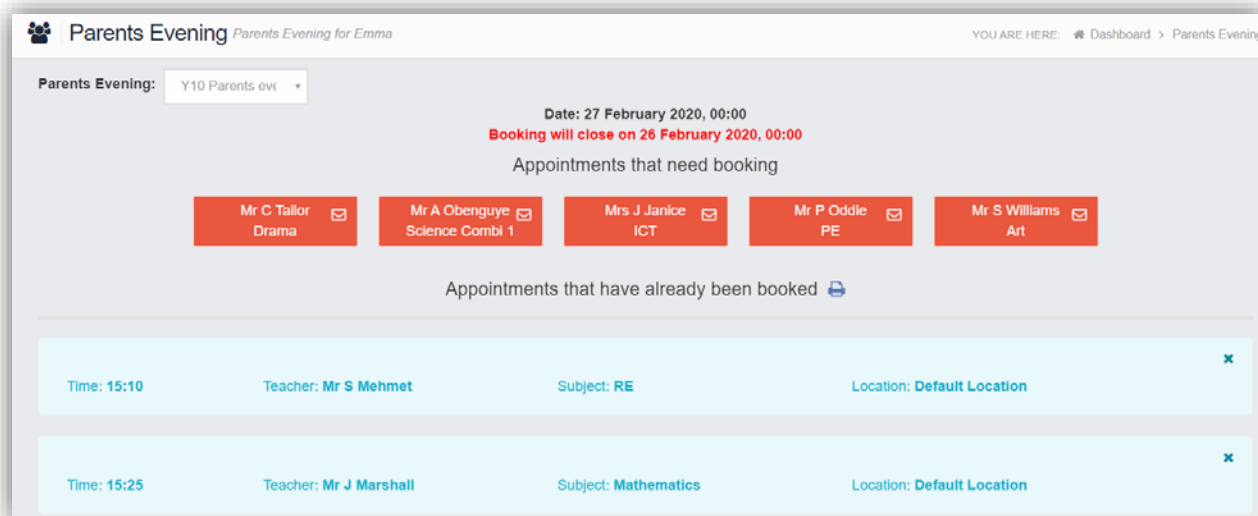 Parents Evening Parents Evening for Emma
YOU ARE HERE: Dashboard > Parents Evening
Parents Evening: Y10 Parents eve
Date: 27 February 2020, 00:00
Booking will close on 26 February 2020, 00:00
Appointments that need booking
Mr C Tailor
Drama
Mr A Obenguye
Science Combi 1
Mrs J Janice
ICT
Mr P Oddie
PE
Mr S Williams
Art
Appointments that have already been booked
Time: 15:10 Teacher: Mr S Mehmet Subject: RE Location: Default Location
Time: 15:25 Teacher: Mr J Marshall Subject: Mathematics Location: Default Location